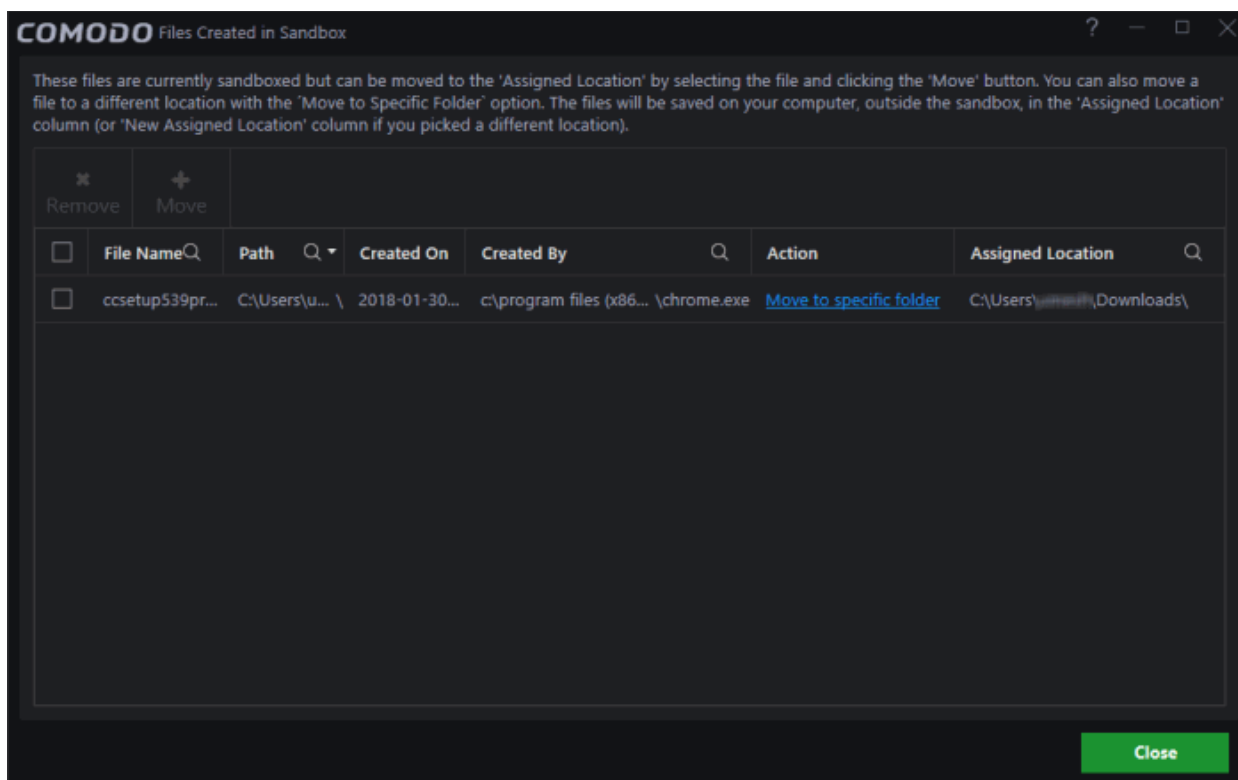 COMODO Files Created in Sandbox ?
These files are currently sandboxed but can be moved to the 'Assigned Location' by selecting the file and clicking the 'Move' button. You can also move a
file to a different location with the ´Move to Specific Folder` option. The files will be saved on your computer, outside the sandbox, in the 'Assigned Location'
column (or 'New Assigned Location' column if you picked a different location).
Remove Move
File Name Path Created On Created By Action Assigned Location
ccsetup539pr... C:\Users\u... \ 2018-01-30... c:\program files (x86... \chrome.exe Move to specific folder C:\Users\ \Downloads\
Close